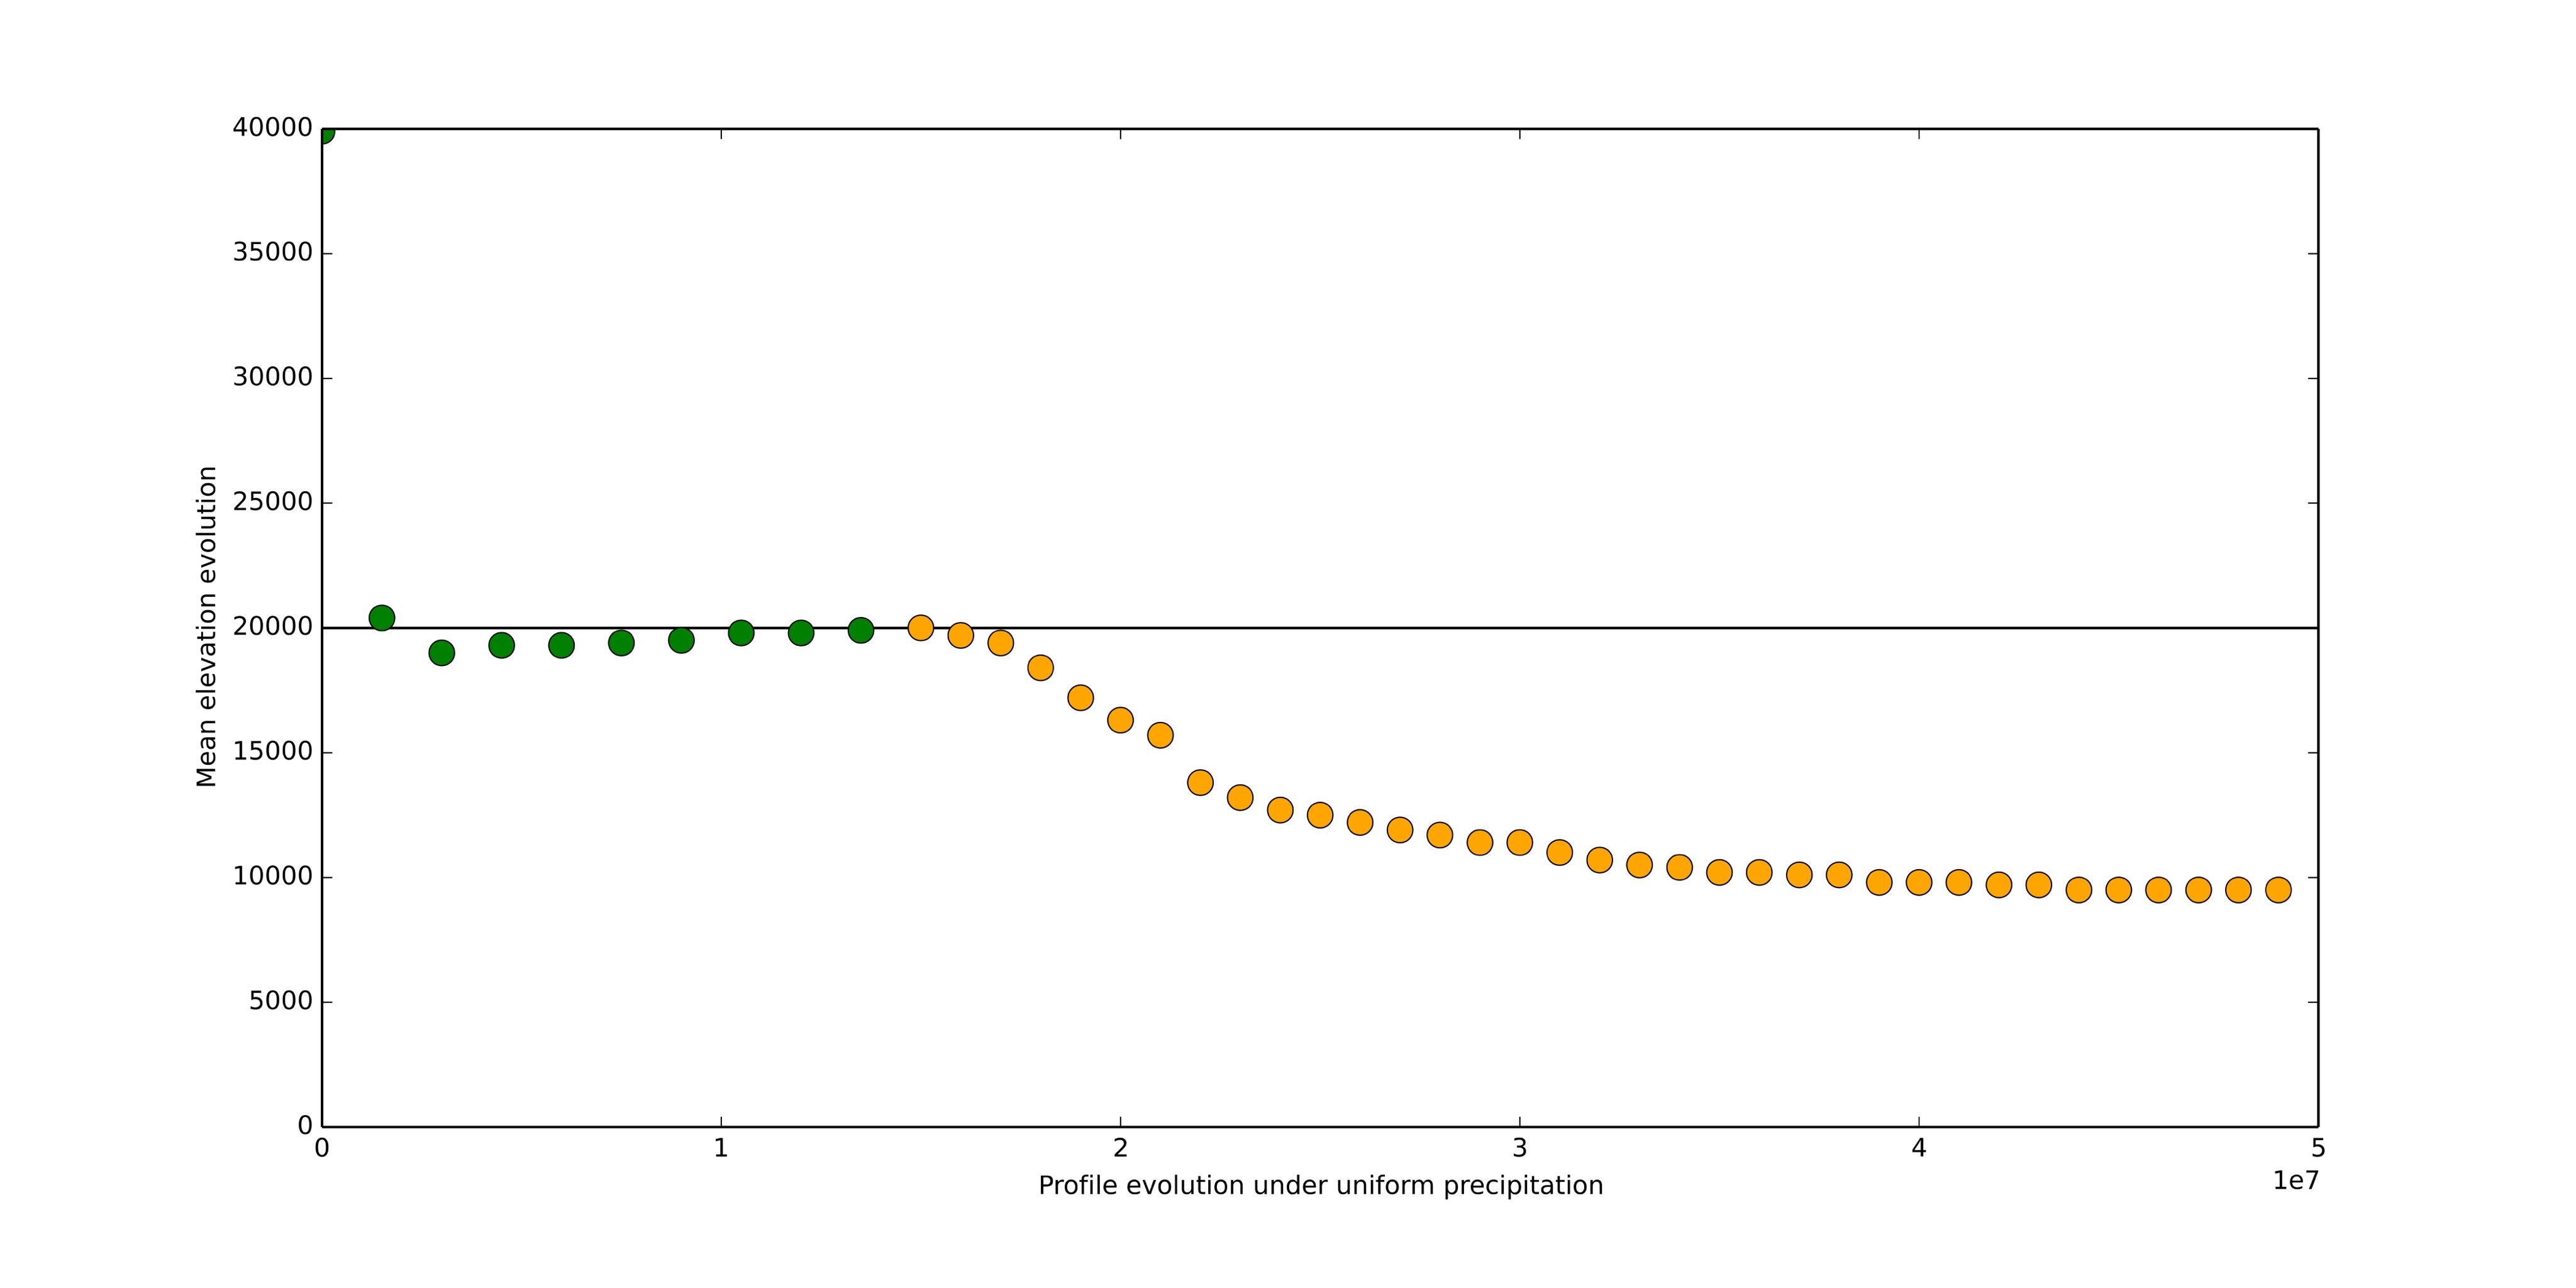 40000
35000
30000
25000
20000
15000
10000
5000
0
Mean elevation evolution
0 1 2 3 4 5
1e7
Profile evolution under uniform precipitation